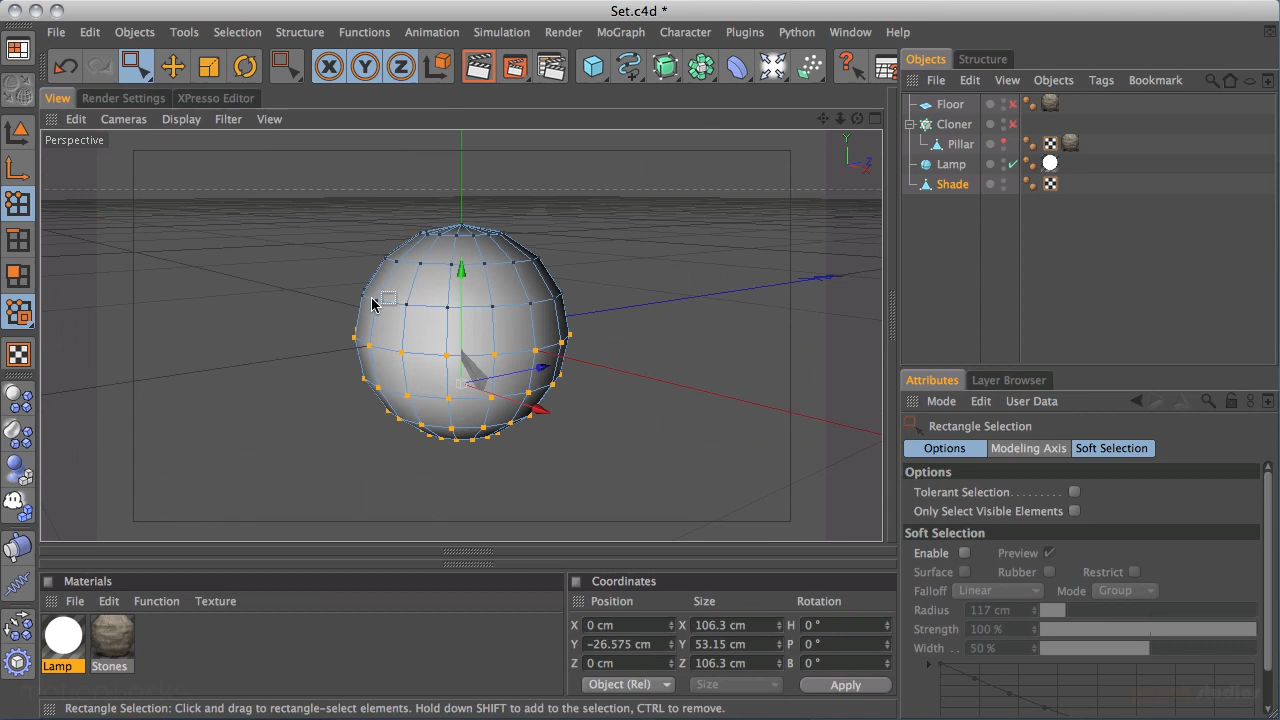 Set.c4d *
File Edit Objects Tools Selection Structure Functions Animation Simulation Render MoGraph Character Plugins Python Window Help
View Render Settings XPresso Editor
Edit Cameras Display Filter View
Perspective
Y
Z
X
X Y Z
Objects Structure
File Edit View Objects Tags Bookmark
Floor
Cloner
Pillar
Lamp
Shade
Attributes Layer Browser
Mode Edit User Data
Rectangle Selection
Options Modeling Axis Soft Selection
Options
Tolerant Selection. . . . . . . . .
Only Select Visible Elements
Soft Selection
Enable Preview
Surface Rubber Restrict
Falloff Linear Mode Group
Radius 117 cm
Strength 100 %
Width . . 50 %
Materials
File Edit Function Texture
Lamp Stones
Coordinates
Position Size Rotation
X 0 cm X 106.3 cm H 0 °
Y -26.575 cm Y 53.15 cm P 0 °
Z 0 cm Z 106.3 cm B 0 °
Object (Rel) Size Apply
Rectangle Selection: Click and drag to rectangle-select elements. Hold down SHIFT to add to the selection, CTRL to remove.